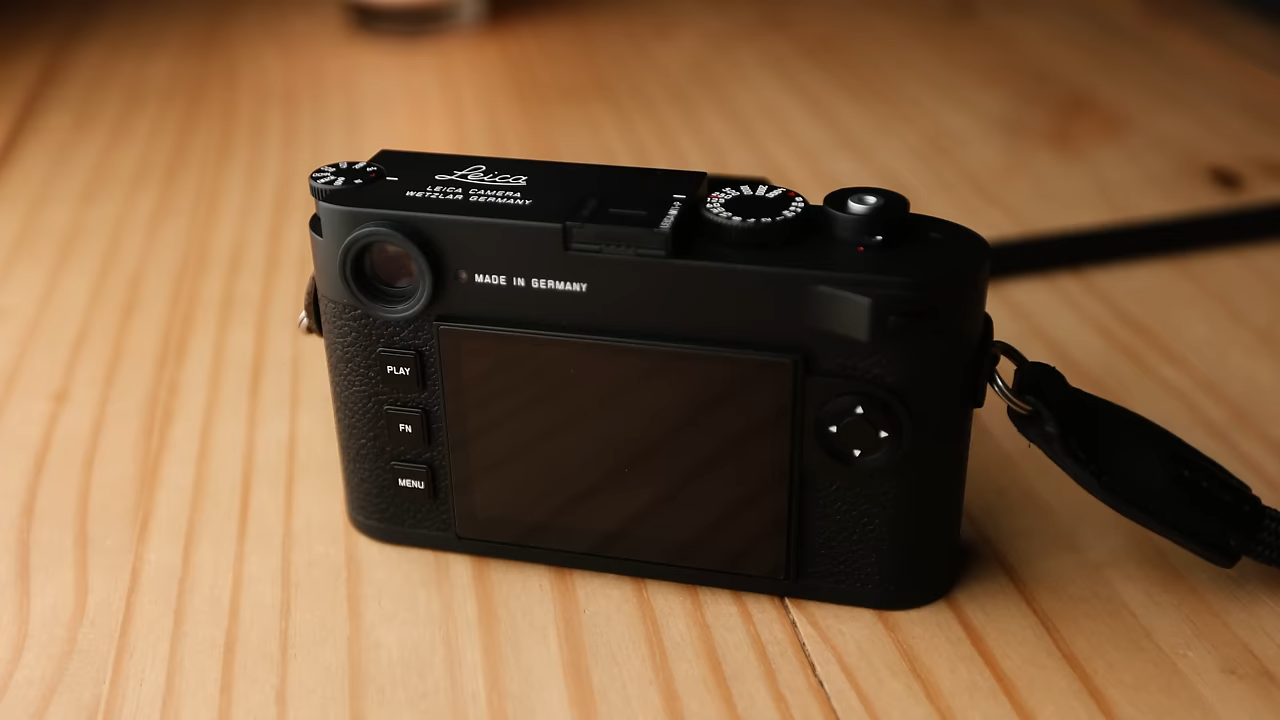 Leica
LEICA CAMERA
WETZLAR GERMANY
MADE IN GERMANY
PLAY
FN
MENU